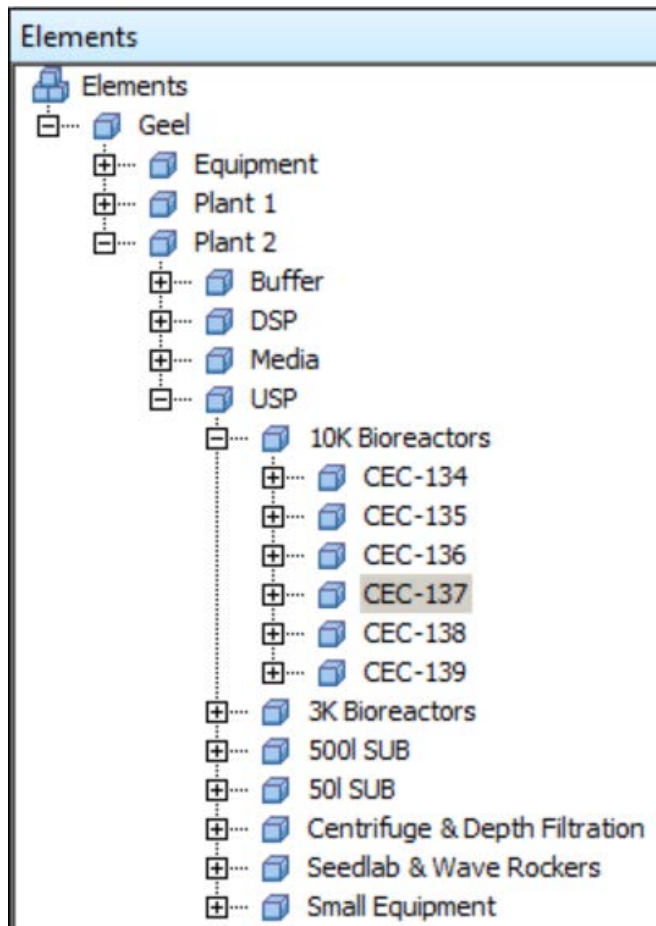 Elements
Elements
Geel
Equipment
Plant 1
Plant 2
Buffer
DSP
Media
USP
10K Bioreactors
CEC-134
CEC-135
CEC-136
CEC-137
CEC-138
CEC-139
3K Bioreactors
500l SUB
50l SUB
Centrifuge & Depth Filtration
Seedlab & Wave Rockers
Small Equipment